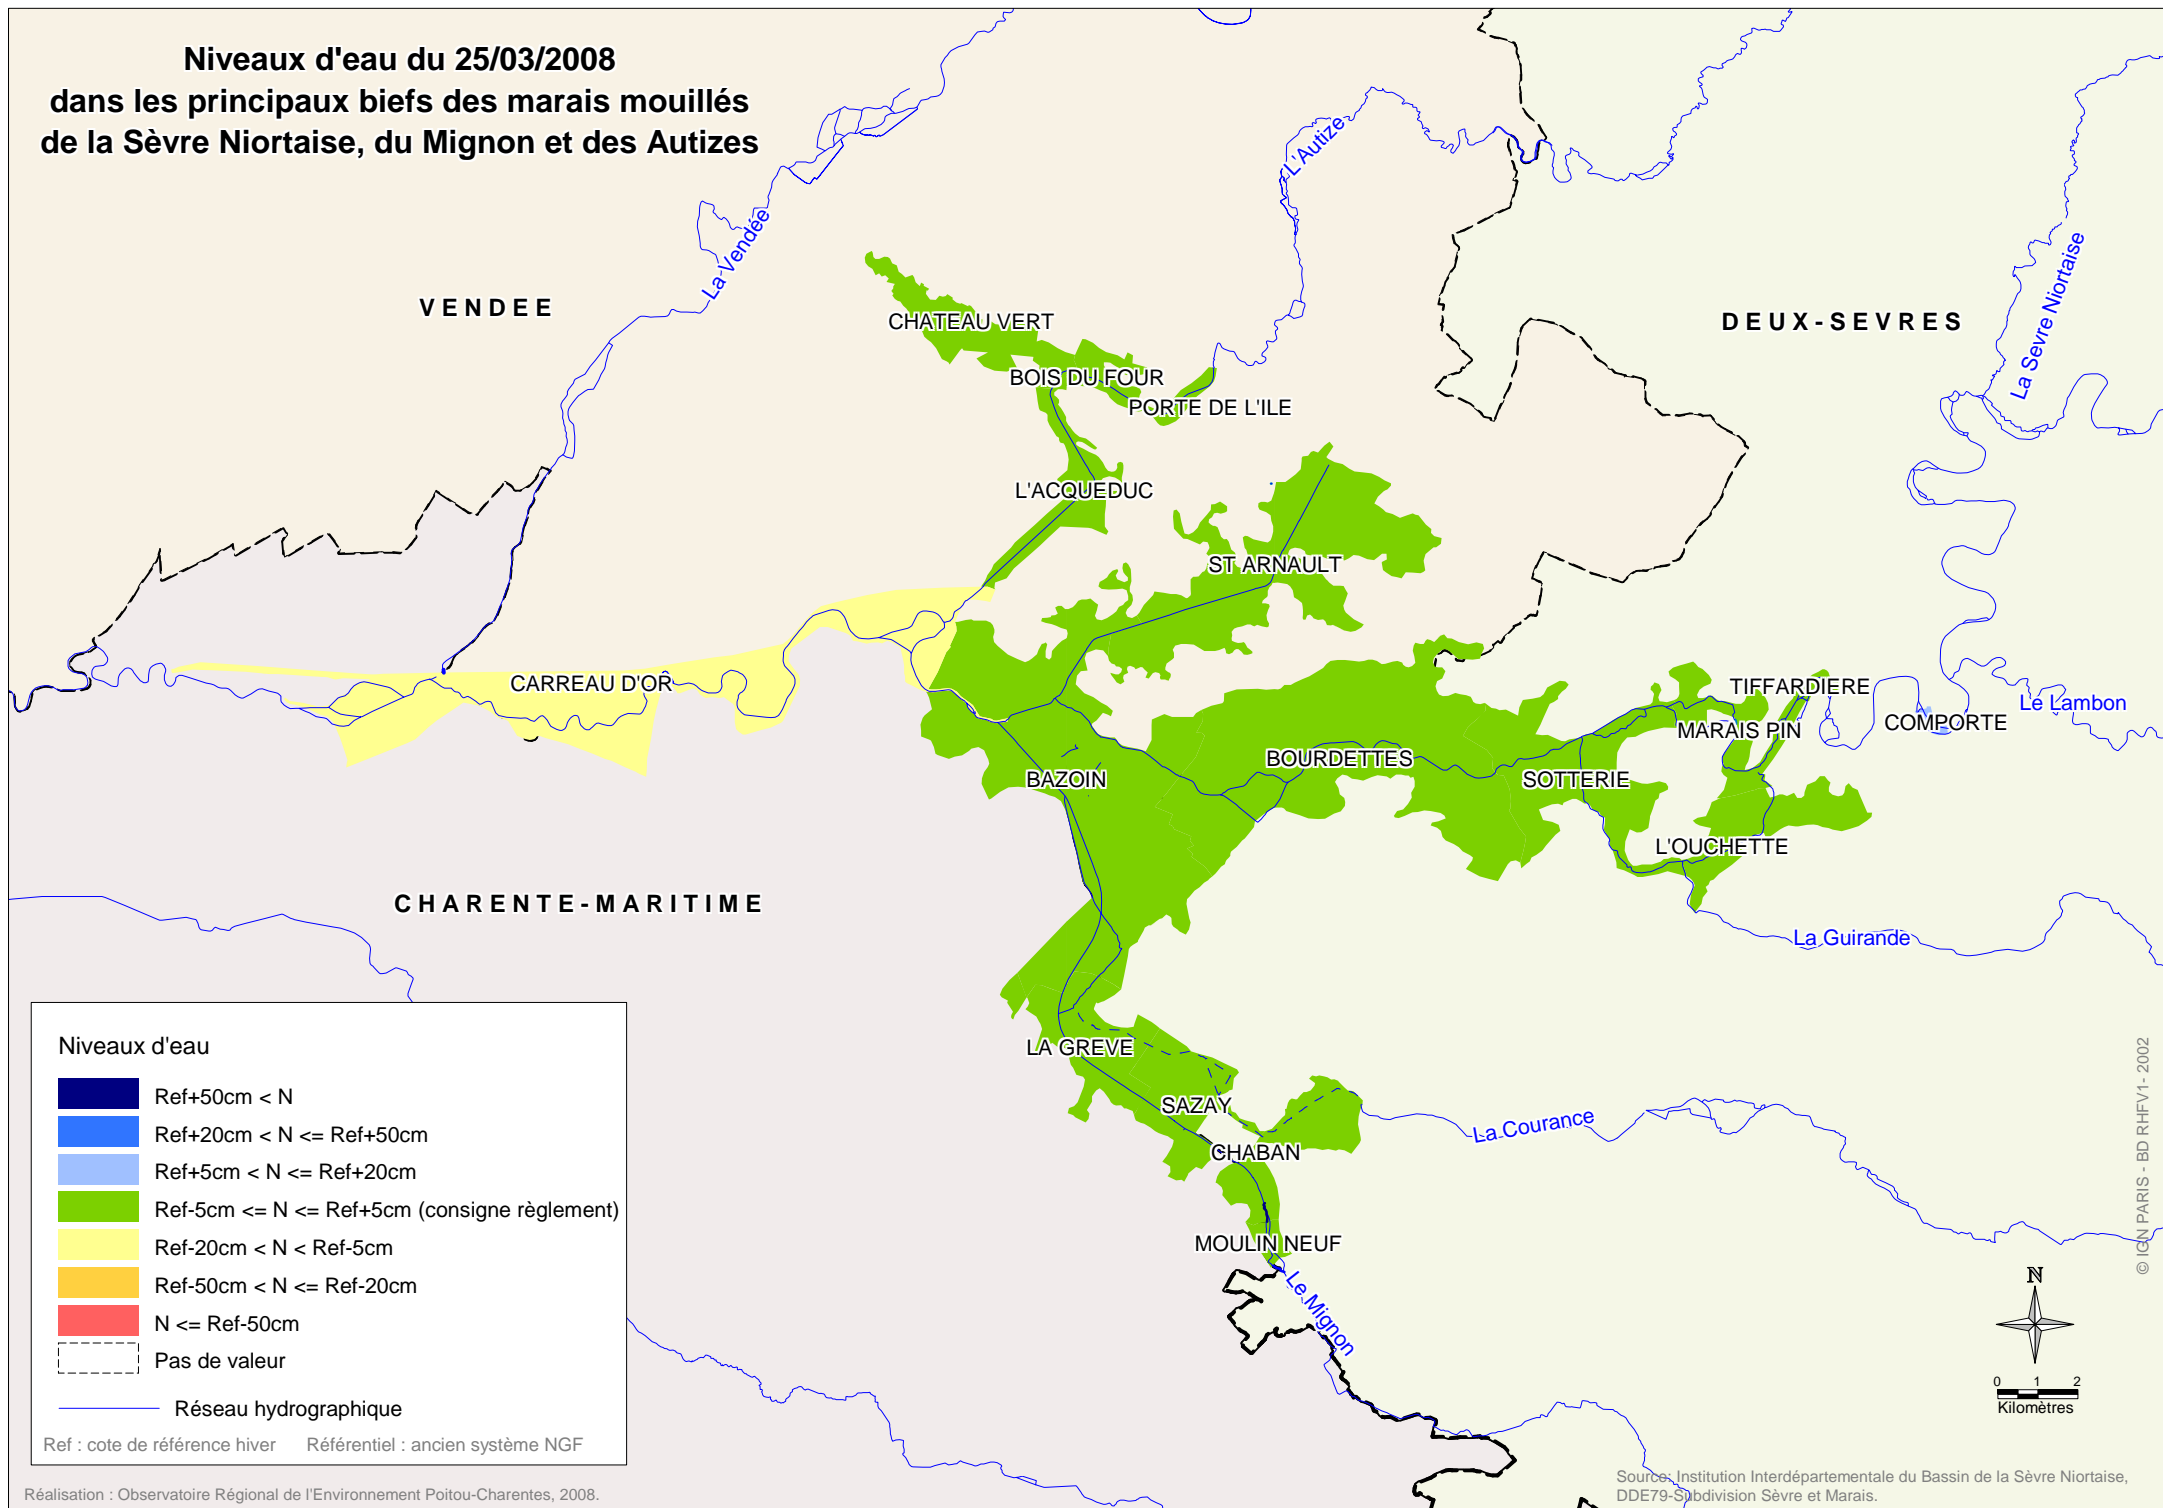 Niveaux d'eau du 25/03/2008
dans les principaux biefs des marais mouillés
de la Sèvre Niortaise, du Mignon et des Autizes
L'Autize
La Vendée
VENDEE
DEUX-SEVRES
La Sevre Niortaise
CHATEAU VERT
BOIS DU FOUR
PORTE DE L'ILE
L'ACQUEDUC
ST ARNAULT
CARREAU D'OR
TIFFARDIERE
Le Lambon
COMPORTE
MARAIS PIN
BOURDETTES
BAZOIN
SOTTERIE
L'OUCHETTE
CHARENTE-MARITIME
La Guirande
LA GREVE
SAZAY
La Courance
CHABAN
MOULIN NEUF
Le Mignon
Niveaux d'eau
Ref+50cm < N
Ref+20cm < N <= Ref+50cm
Ref+5cm < N <= Ref+20cm
Ref-5cm <= N <= Ref+5cm (consigne règlement)
Ref-20cm < N < Ref-5cm
Ref-50cm < N <= Ref-20cm
N <= Ref-50cm
Pas de valeur
Réseau hydrographique
Ref : cote de référence hiver Référentiel : ancien système NGF
Réalisation : Observatoire Régional de l'Environnement Poitou-Charentes, 2008.
© IGN PARIS - BD RHFV1- 2002
N
0 1 2
Kilomètres
Source: Institution Interdépartementale du Bassin de la Sèvre Niortaise,
DDE79-Subdivision Sèvre et Marais.